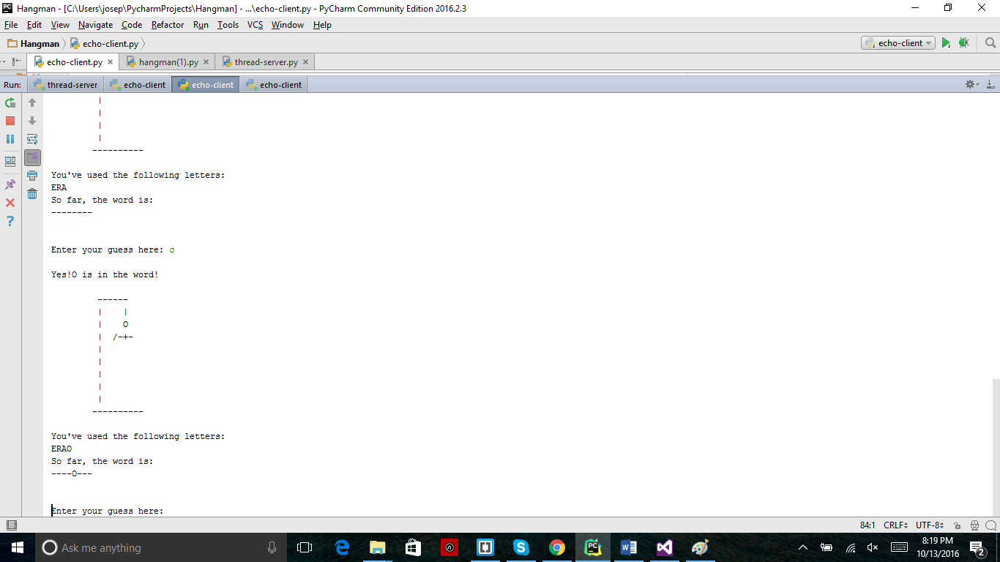 PC Hangman - [C:\Users\josep\PycharmProjects\Hangman] - ...\echo-client.py - PyCharm Community Edition 2016.2.3
File Edit View Navigate Code Refactor Run Tools VCS Window Help
Hangman echo-client.py echo-client
echo-client.py hangman(1).py thread-server.py
Run: thread-server echo-client echo-client echo-client
|
|
|
|
----------
You've used the following letters:
ERA
So far, the word is:
--------
Enter your guess here: o
Yes!O is in the word!
------
|    |
|    O
|  /-+-
|
|
|
|
|
----------
You've used the following letters:
ERAO
So far, the word is:
----O---
Enter your guess here:
84:1 CRLF UTF-8
Ask me anything
PC
8:19 PM
10/13/2016
2